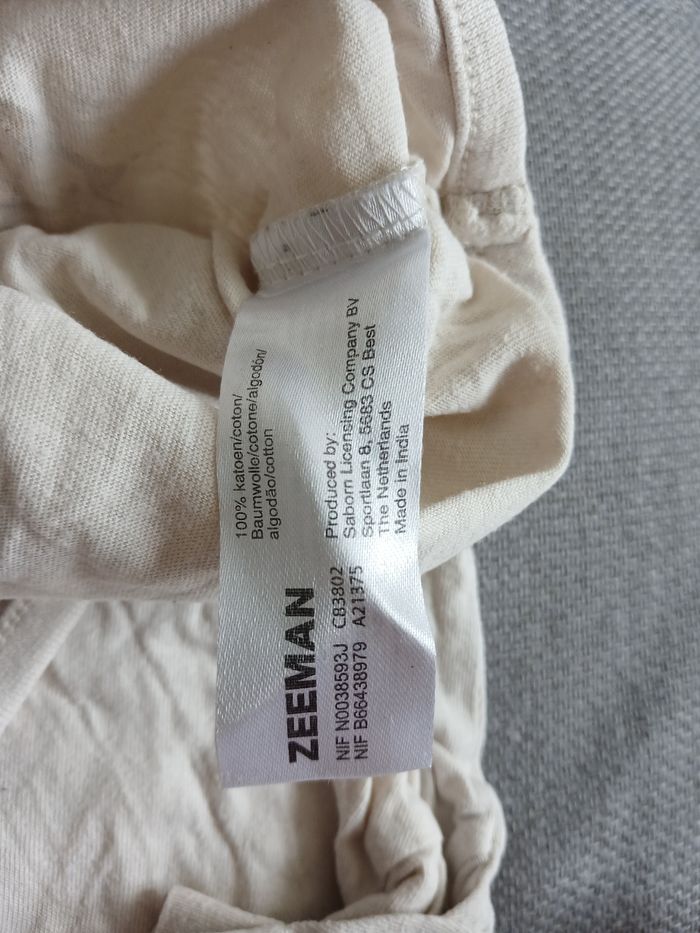 100% katoen/coton/
Baumwolle/cotone/algodón/
algodão/cotton
Produced by:
Saborn Licensing Company BV
Sportlaan 8, 5683 CS Best
The Netherlands
Made in India
ZEEMAN
NIF N0038593J C83802
NIF B66438979 A21375